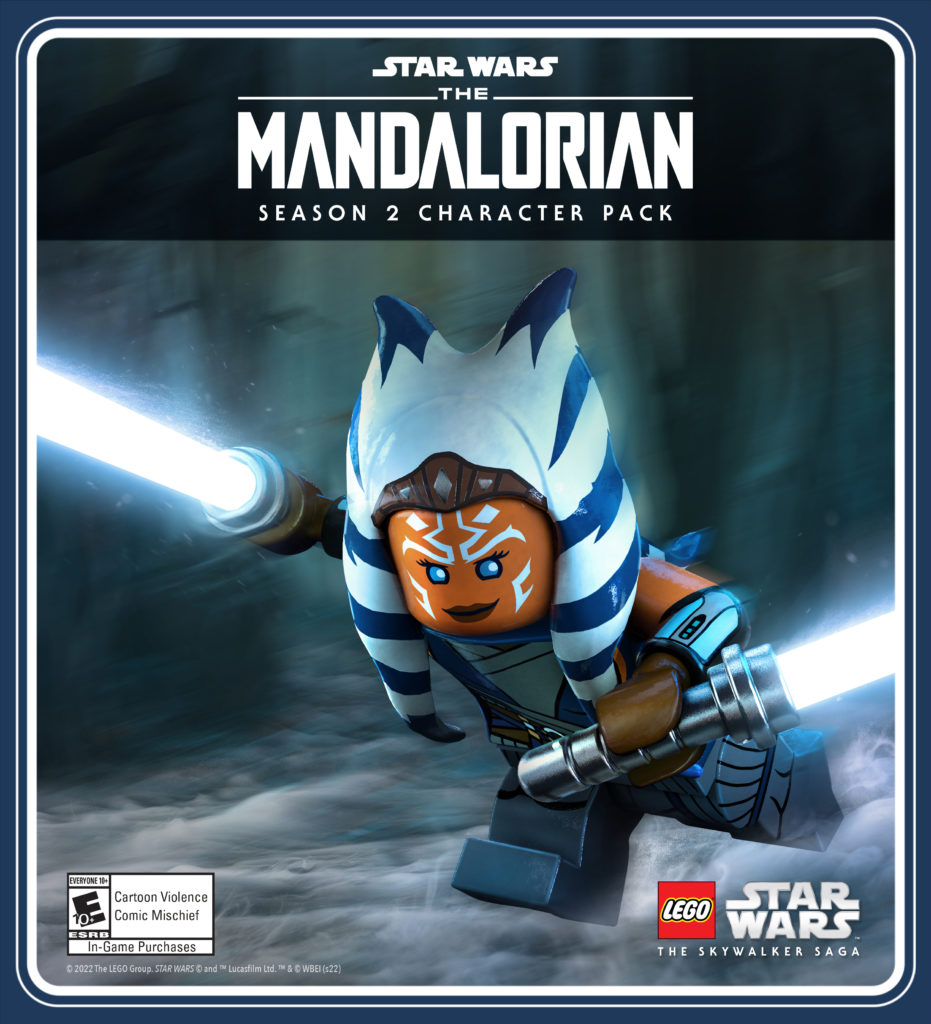 STAR WARS
THE
MANDALORIAN
SEASON 2 CHARACTER PACK
EVERYONE 10+
E
10+
ESRB
Cartoon Violence
Comic Mischief
In-Game Purchases
© 2022 The LEGO Group. STAR WARS © and ™ Lucasfilm Ltd. ™ & © WBEI (s22)
LEGO
STAR
WARS™
THE SKYWALKER SAGA